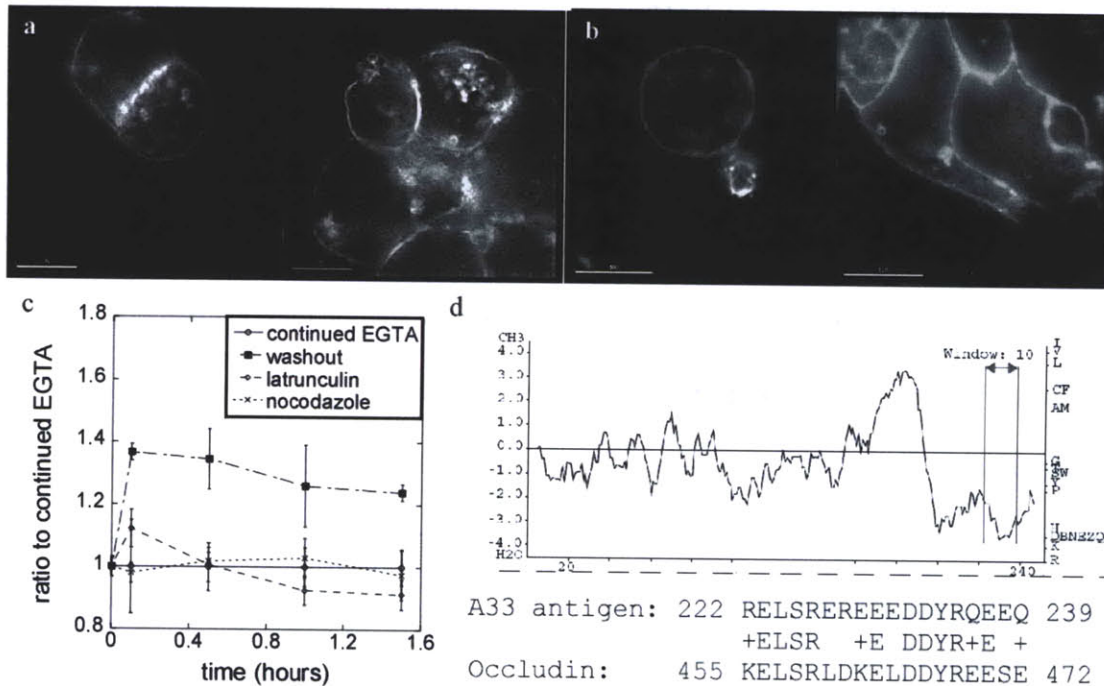 a
b
c
1.8
1.6
1.4
1.2
1
0.8
ratio to continued EGTA
0 0.4 0.8 1.2 1.6
time (hours)
continued EGTA
washout
latrunculin
nocodazole
d
CH3
4.0
3.0
2.0
1.0
0.0
-1.0
-2.0
-3.0
-4.0
H2O
20
240
Window: 10
L
CF
AM
G
SW
P
H
R
A33 antigen: 222 RELSREREEEDDYRQEEQ 239
+ELSR +E DDYR+E +
Occludin: 455 KELSRLDKELDDYREESE 472